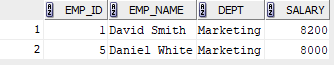 EMP_ID EMP_NAME DEPT SALARY
1 1 David Smith Marketing 8200
2 5 Daniel White Marketing 8000